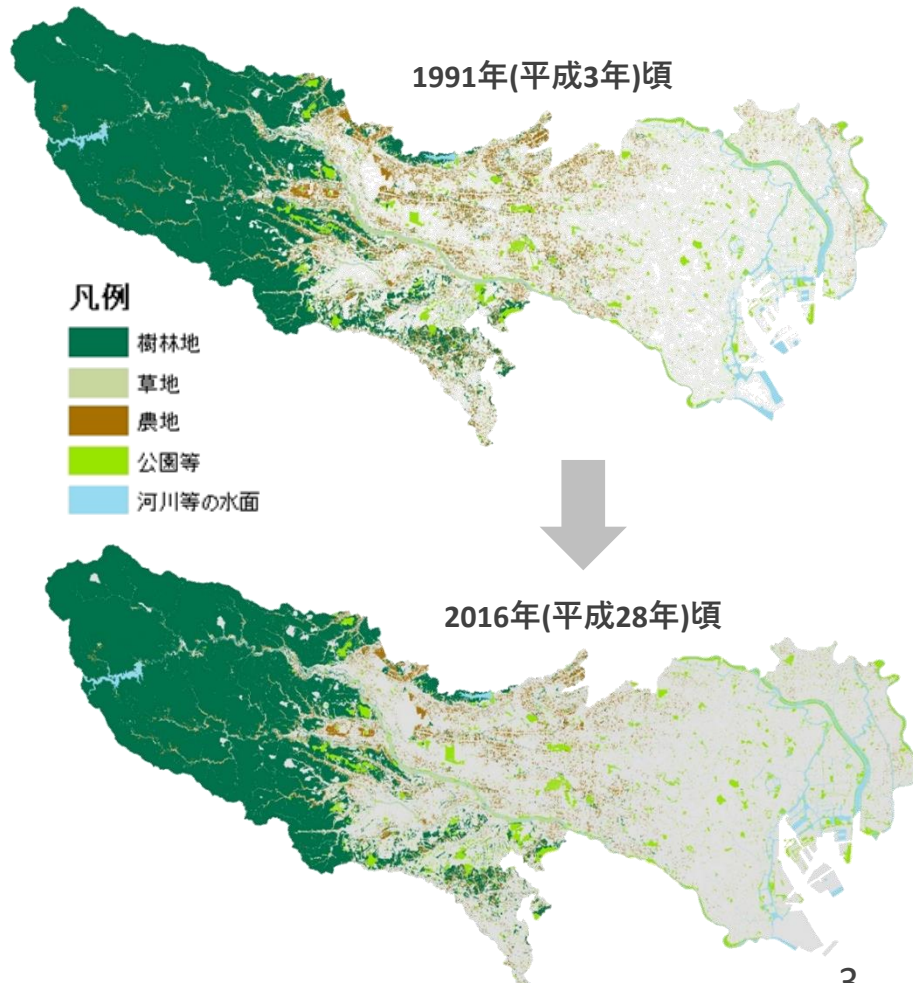 1991年(平成3年)頃
凡例
樹林地
草地
農地
公園等
河川等の水面
2016年(平成28年)頃
3